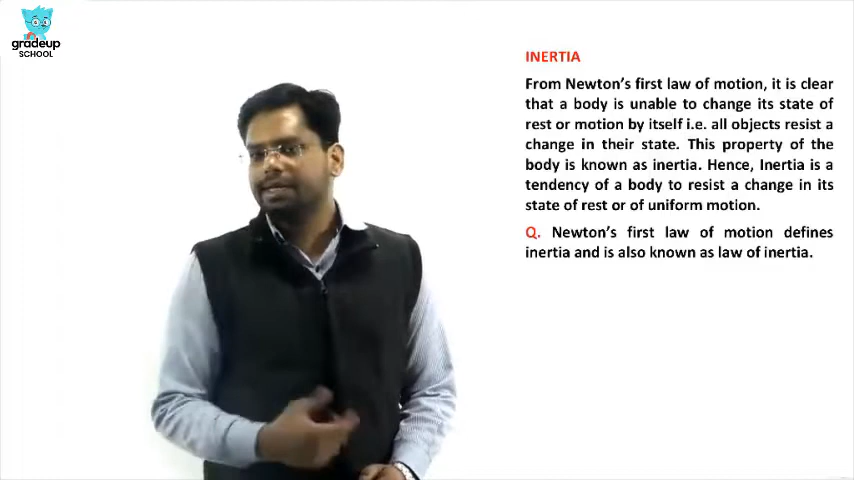 gradeup
SCHOOL
INERTIA
From Newton's first law of motion, it is clear
that a body is unable to change its state of
rest or motion by itself i.e. all objects resist a
change in their state. This property of the
body is known as inertia. Hence, Inertia is a
tendency of a body to resist a change in its
state of rest or of uniform motion.
Q. Newton's first law of motion defines
inertia and is also known as law of inertia.